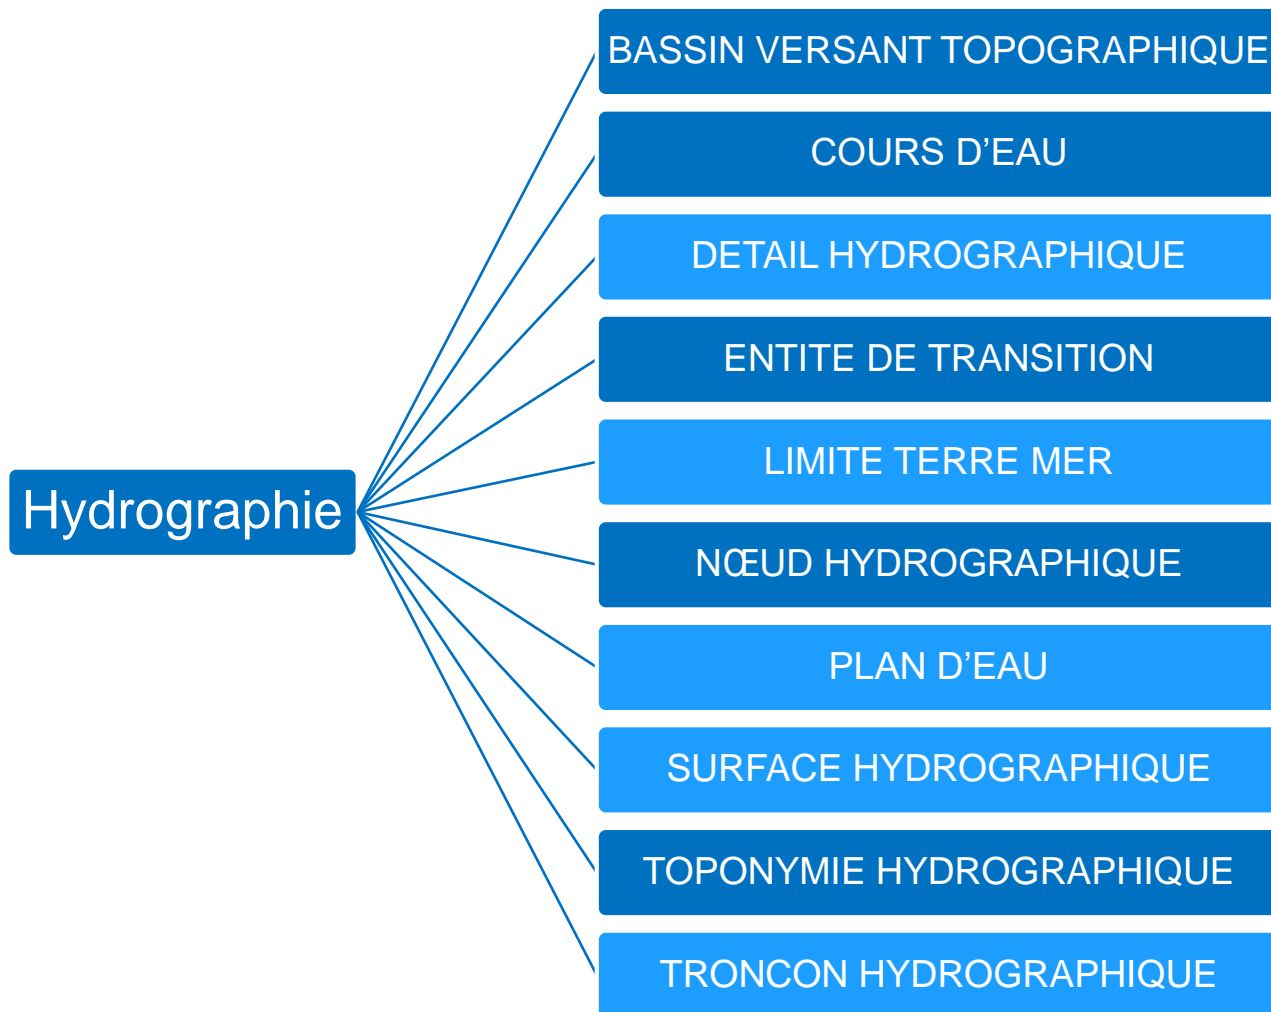 BASSIN VERSANT TOPOGRAPHIQUE
COURS D’EAU
DETAIL HYDROGRAPHIQUE
ENTITE DE TRANSITION
LIMITE TERRE MER
Hydrographie
NŒUD HYDROGRAPHIQUE
PLAN D’EAU
SURFACE HYDROGRAPHIQUE
TOPONYMIE HYDROGRAPHIQUE
TRONCON HYDROGRAPHIQUE